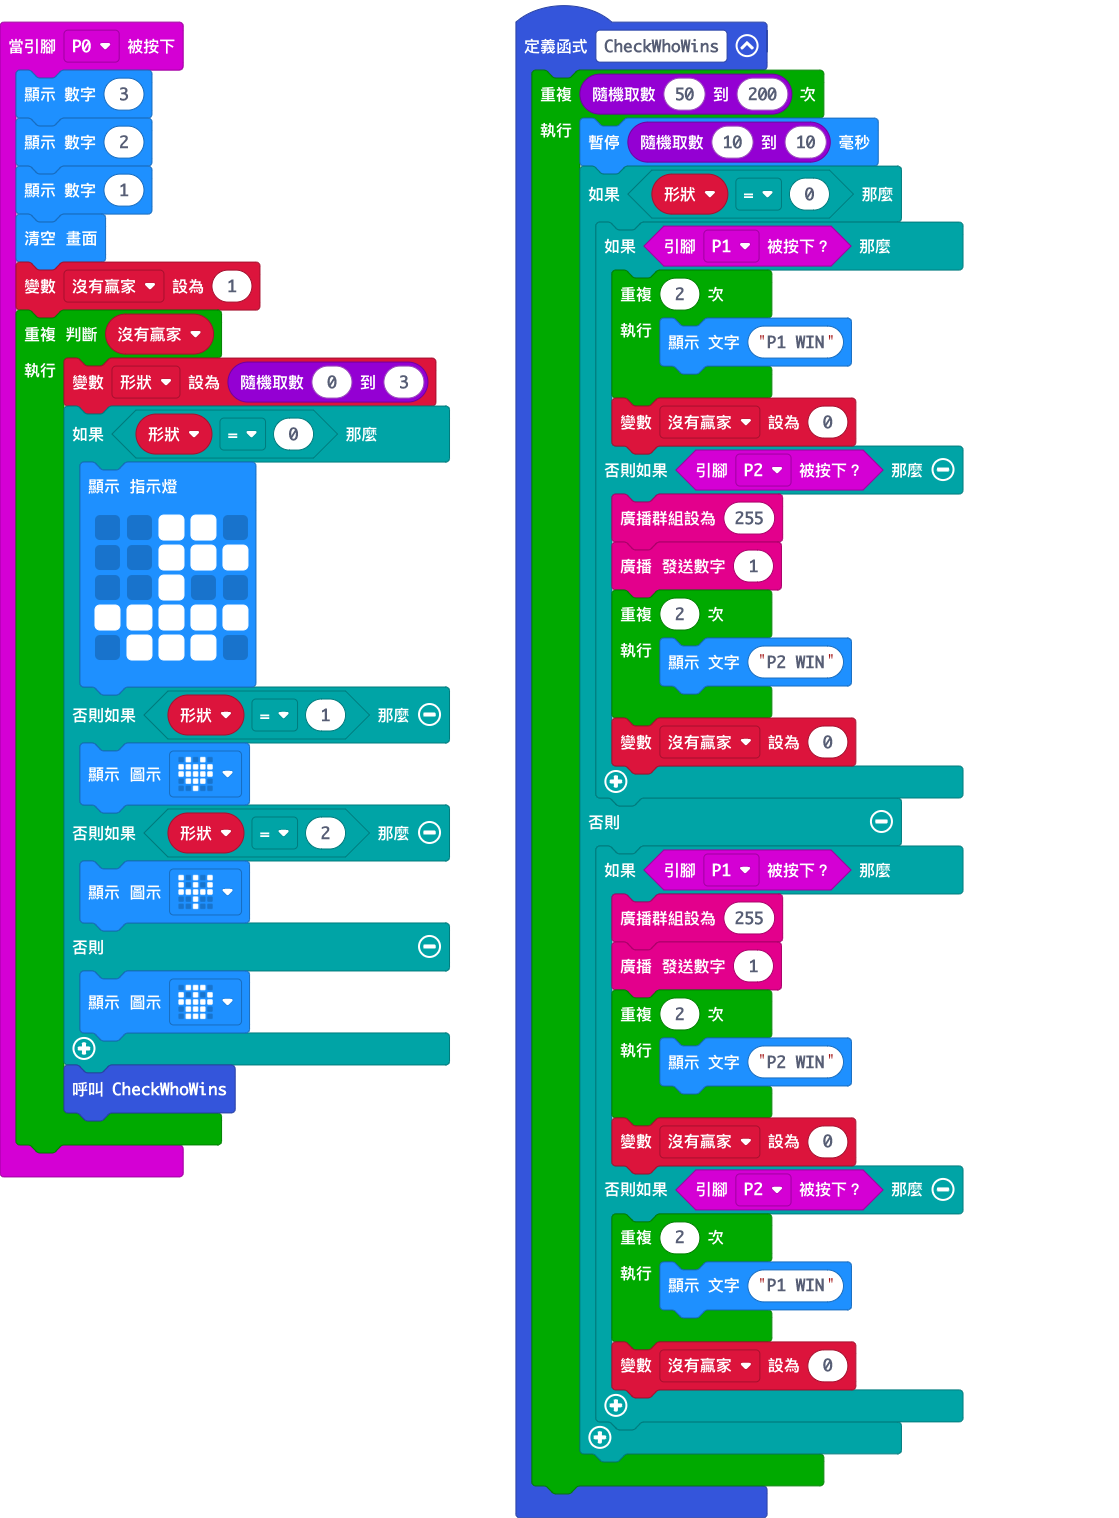 當引腳 P0 被按下
顯示 數字 3
顯示 數字 2
顯示 數字 1
清空 畫面
變數 沒有贏家 設為 1
重複 判斷 沒有贏家
執行
變數 形狀 設為 隨機取數 0 到 3
如果 形狀 = 0 那麼
顯示 指示燈
否則如果 形狀 = 1 那麼
顯示 圖示
否則如果 形狀 = 2 那麼
顯示 圖示
否則
顯示 圖示
呼叫 CheckWhoWins
定義函式 CheckWhoWins
重複 隨機取數 50 到 200 次
執行
暫停 隨機取數 10 到 10 毫秒
如果 形狀 = 0 那麼
如果 引腳 P1 被按下？ 那麼
重複 2 次
執行
顯示 文字 "P1 WIN"
變數 沒有贏家 設為 0
否則如果 引腳 P2 被按下？ 那麼
廣播群組設為 255
廣播 發送數字 1
重複 2 次
執行
顯示 文字 "P2 WIN"
變數 沒有贏家 設為 0
否則
如果 引腳 P1 被按下？ 那麼
廣播群組設為 255
廣播 發送數字 1
重複 2 次
執行
顯示 文字 "P2 WIN"
變數 沒有贏家 設為 0
否則如果 引腳 P2 被按下？ 那麼
重複 2 次
執行
顯示 文字 "P1 WIN"
變數 沒有贏家 設為 0